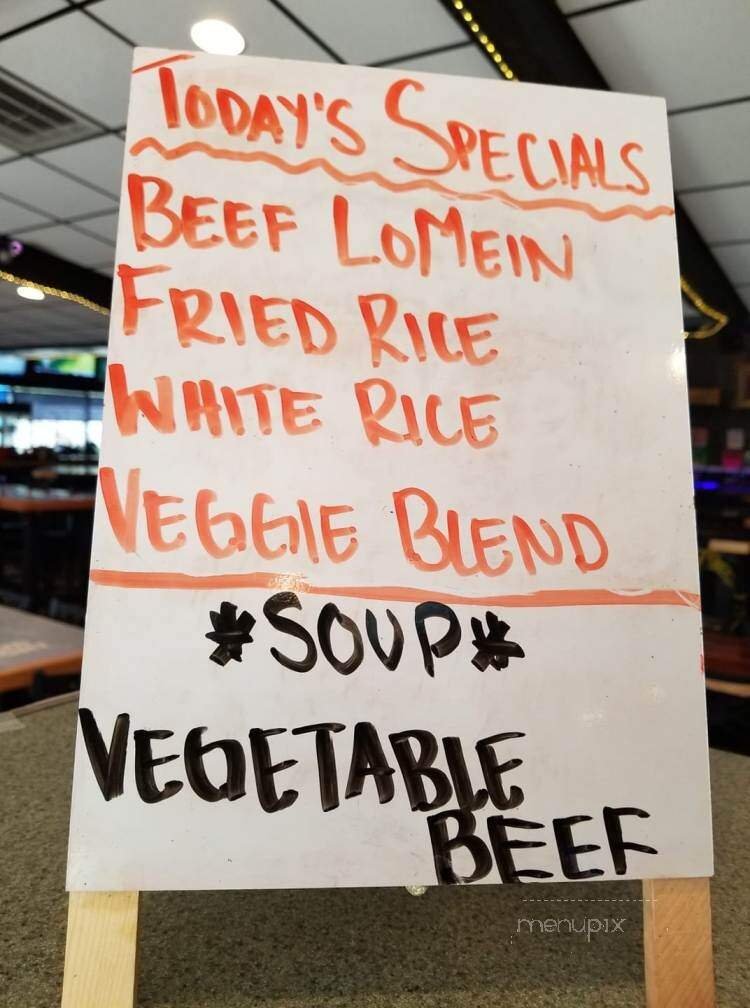 TODAY'S SPECIALS
BEEF LOMEIN
FRIED RICE
WHITE RICE
VEGGIE BLEND
*SOUP*
VEGETABLE
BEEF
menupix